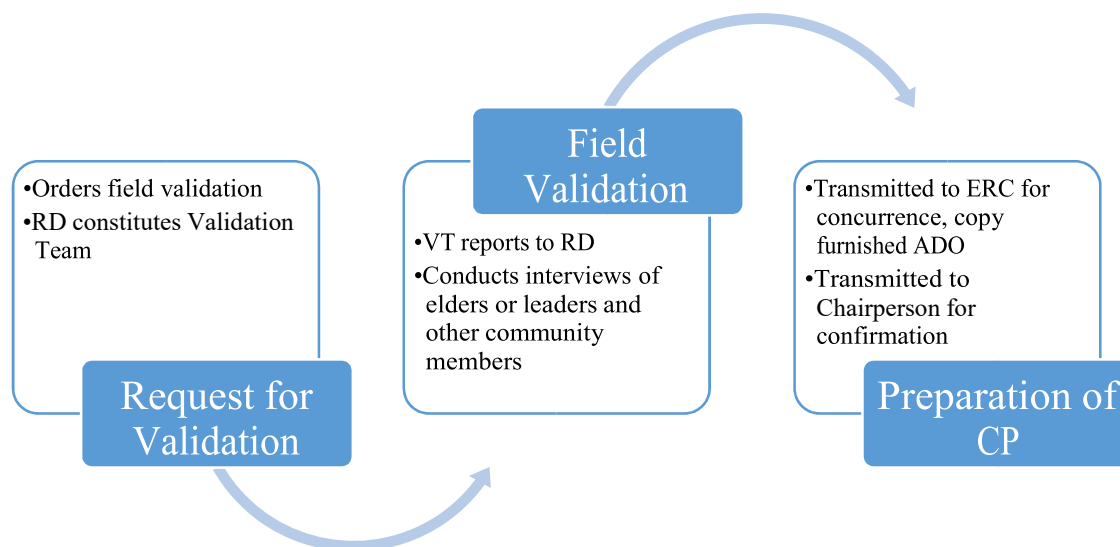 •Orders field validation
•RD constitutes Validation
Team
Request for
Validation
Field
Validation
•VT reports to RD
•Conducts interviews of
elders or leaders and
other community
members
•Transmitted to ERC for
concurrence, copy
furnished ADO
•Transmitted to
Chairperson for
confirmation
Preparation of
CP